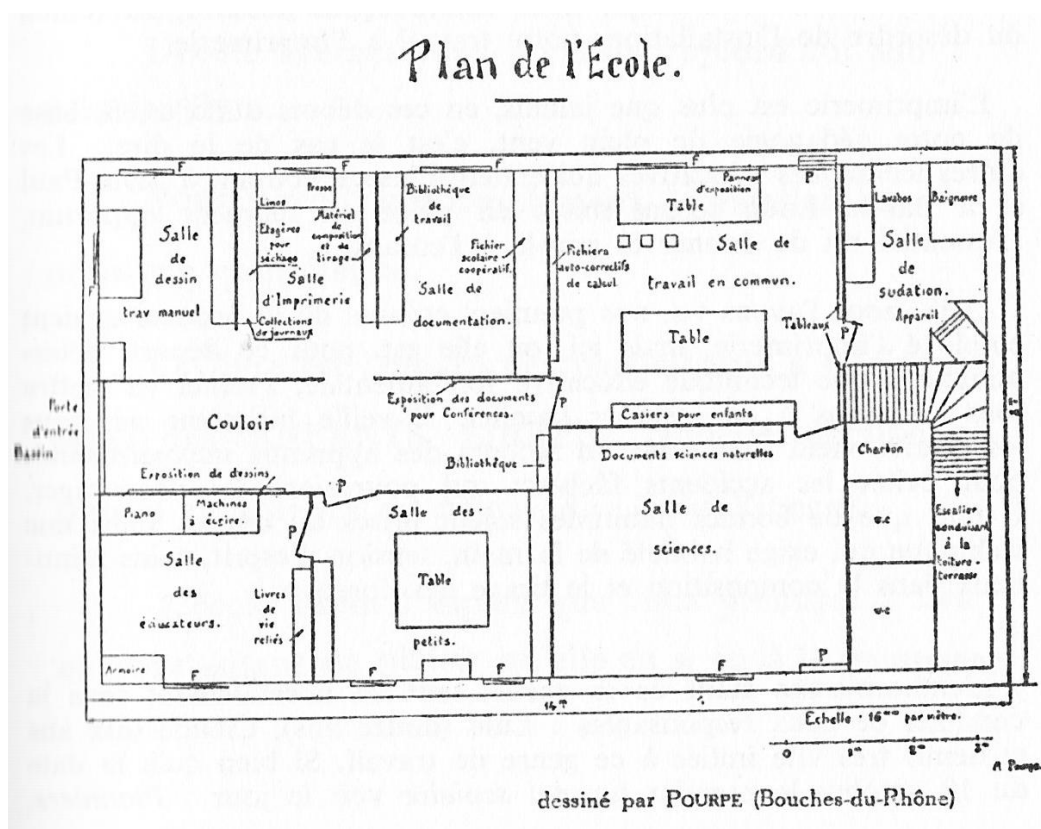 Plan de l'École.
F
F
F
F
P
Salle
de
dessin
trav manuel
F
Presse
Linos
Etagères
pour
séchage
Matériel
de
composition
et de
tirage
Salle
d'Imprimerie
Collections
de journaux
Bibliothèque
de
travail
Fichier
scolaire
coopératif.
Salle de
documentation.
Fichiers
auto-correctifs
de calcul.
Panneau
d'exposition
Table
Salle de
travail en commun.
Table
Tableaux
P
Lavabos
Baignoire
Salle
de
sudation.
Appareil
Porte
d'entrée
Bassin
Couloir
Exposition des documents
pour Conférences.
P
Casiers pour enfants
Documents sciences naturelles
Charbon
Bibliothèque
Exposition de dessins
P
Piano
Machines
à écrire
P
Salle
des
éducateurs.
Livres
de
vie
reliés
Salle des
Table
petits.
Salle de
sciences.
wc
wc
Escalier
à la
toiture-
terrasse
Armoire
F
F
F
F
P
14m
Echelle: 16mm par mètre
0 1m 2m 3m
dessiné par POURPE (Bouches-du-Rhône)